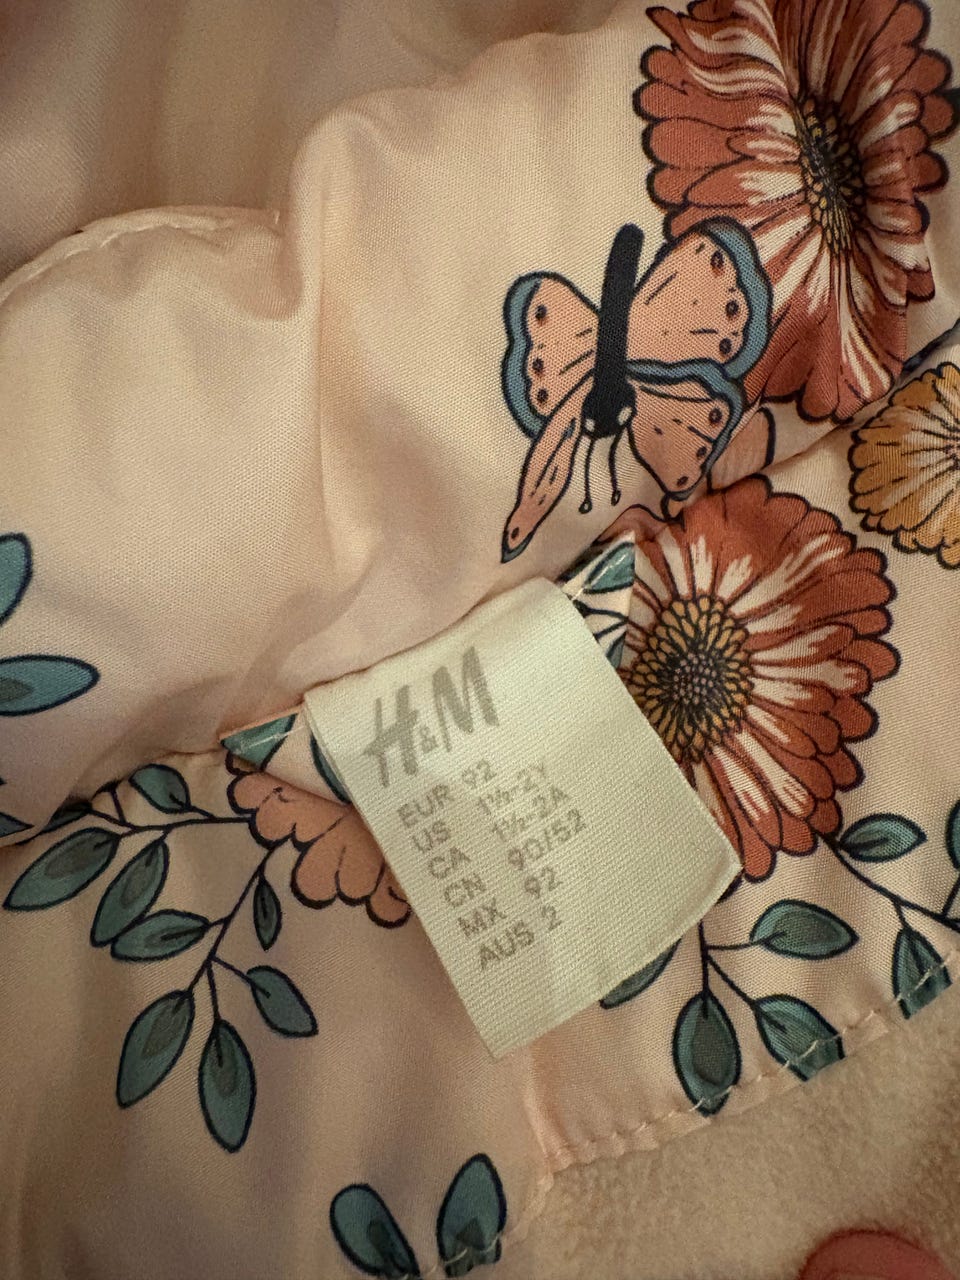 H&M
EUR 92
US 1½-2Y
CA 1½-2A
CN 90/52
MX 92
AUS 2